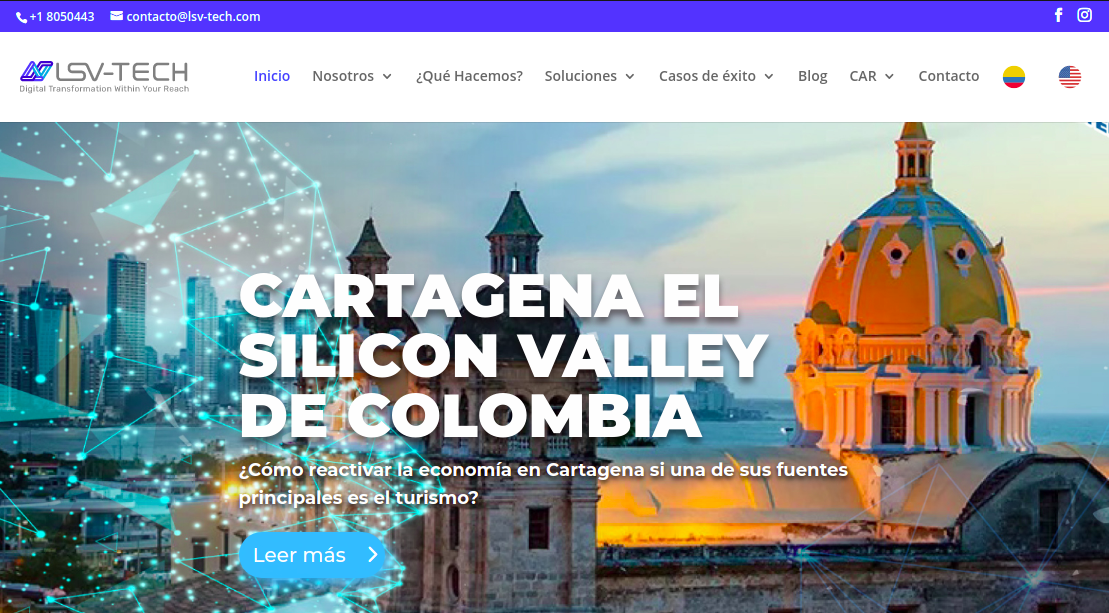 +1 8050443 contacto@lsv-tech.com
LSV-TECH
Digital Transformation Within Your Reach
Inicio Nosotros ¿Qué Hacemos? Soluciones Casos de éxito Blog CAR Contacto
CARTAGENA EL
SILICON VALLEY
DE COLOMBIA
¿Cómo reactivar la economía en Cartagena si una de sus fuentes
principales es el turismo?
Leer más